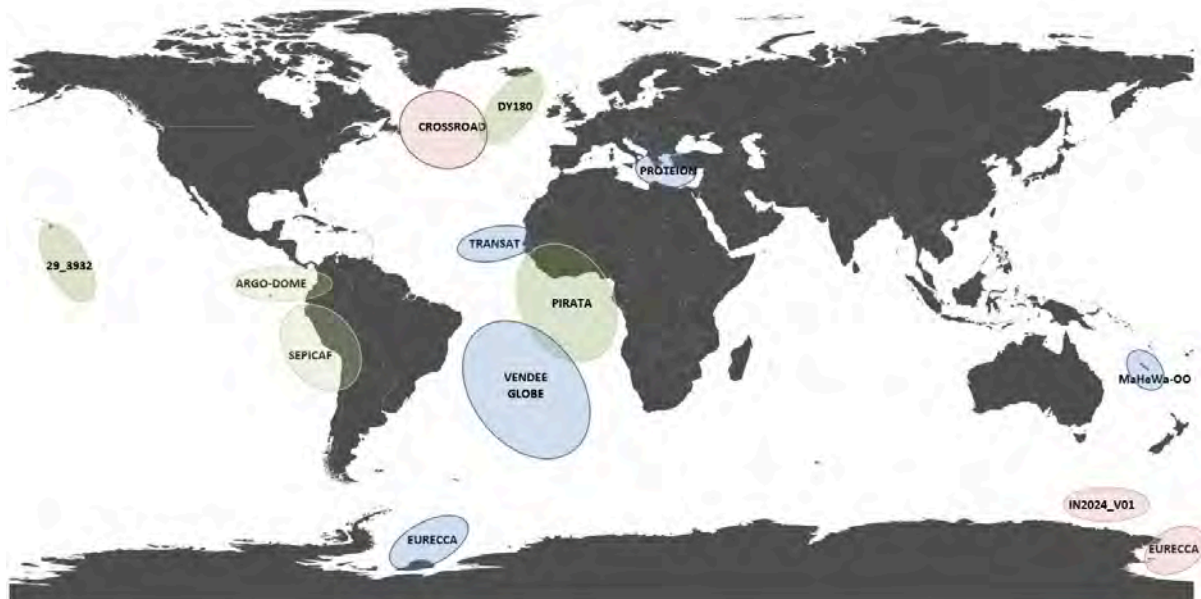 DY180
CROSSROAD
PROTEION
TRANSAT
29_3932
ARGO-DOME
PIRATA
SEPICAF
VENDEE
GLOBE
MaHeWa-OO
IN2024_V01
EURECCA
EURECCA